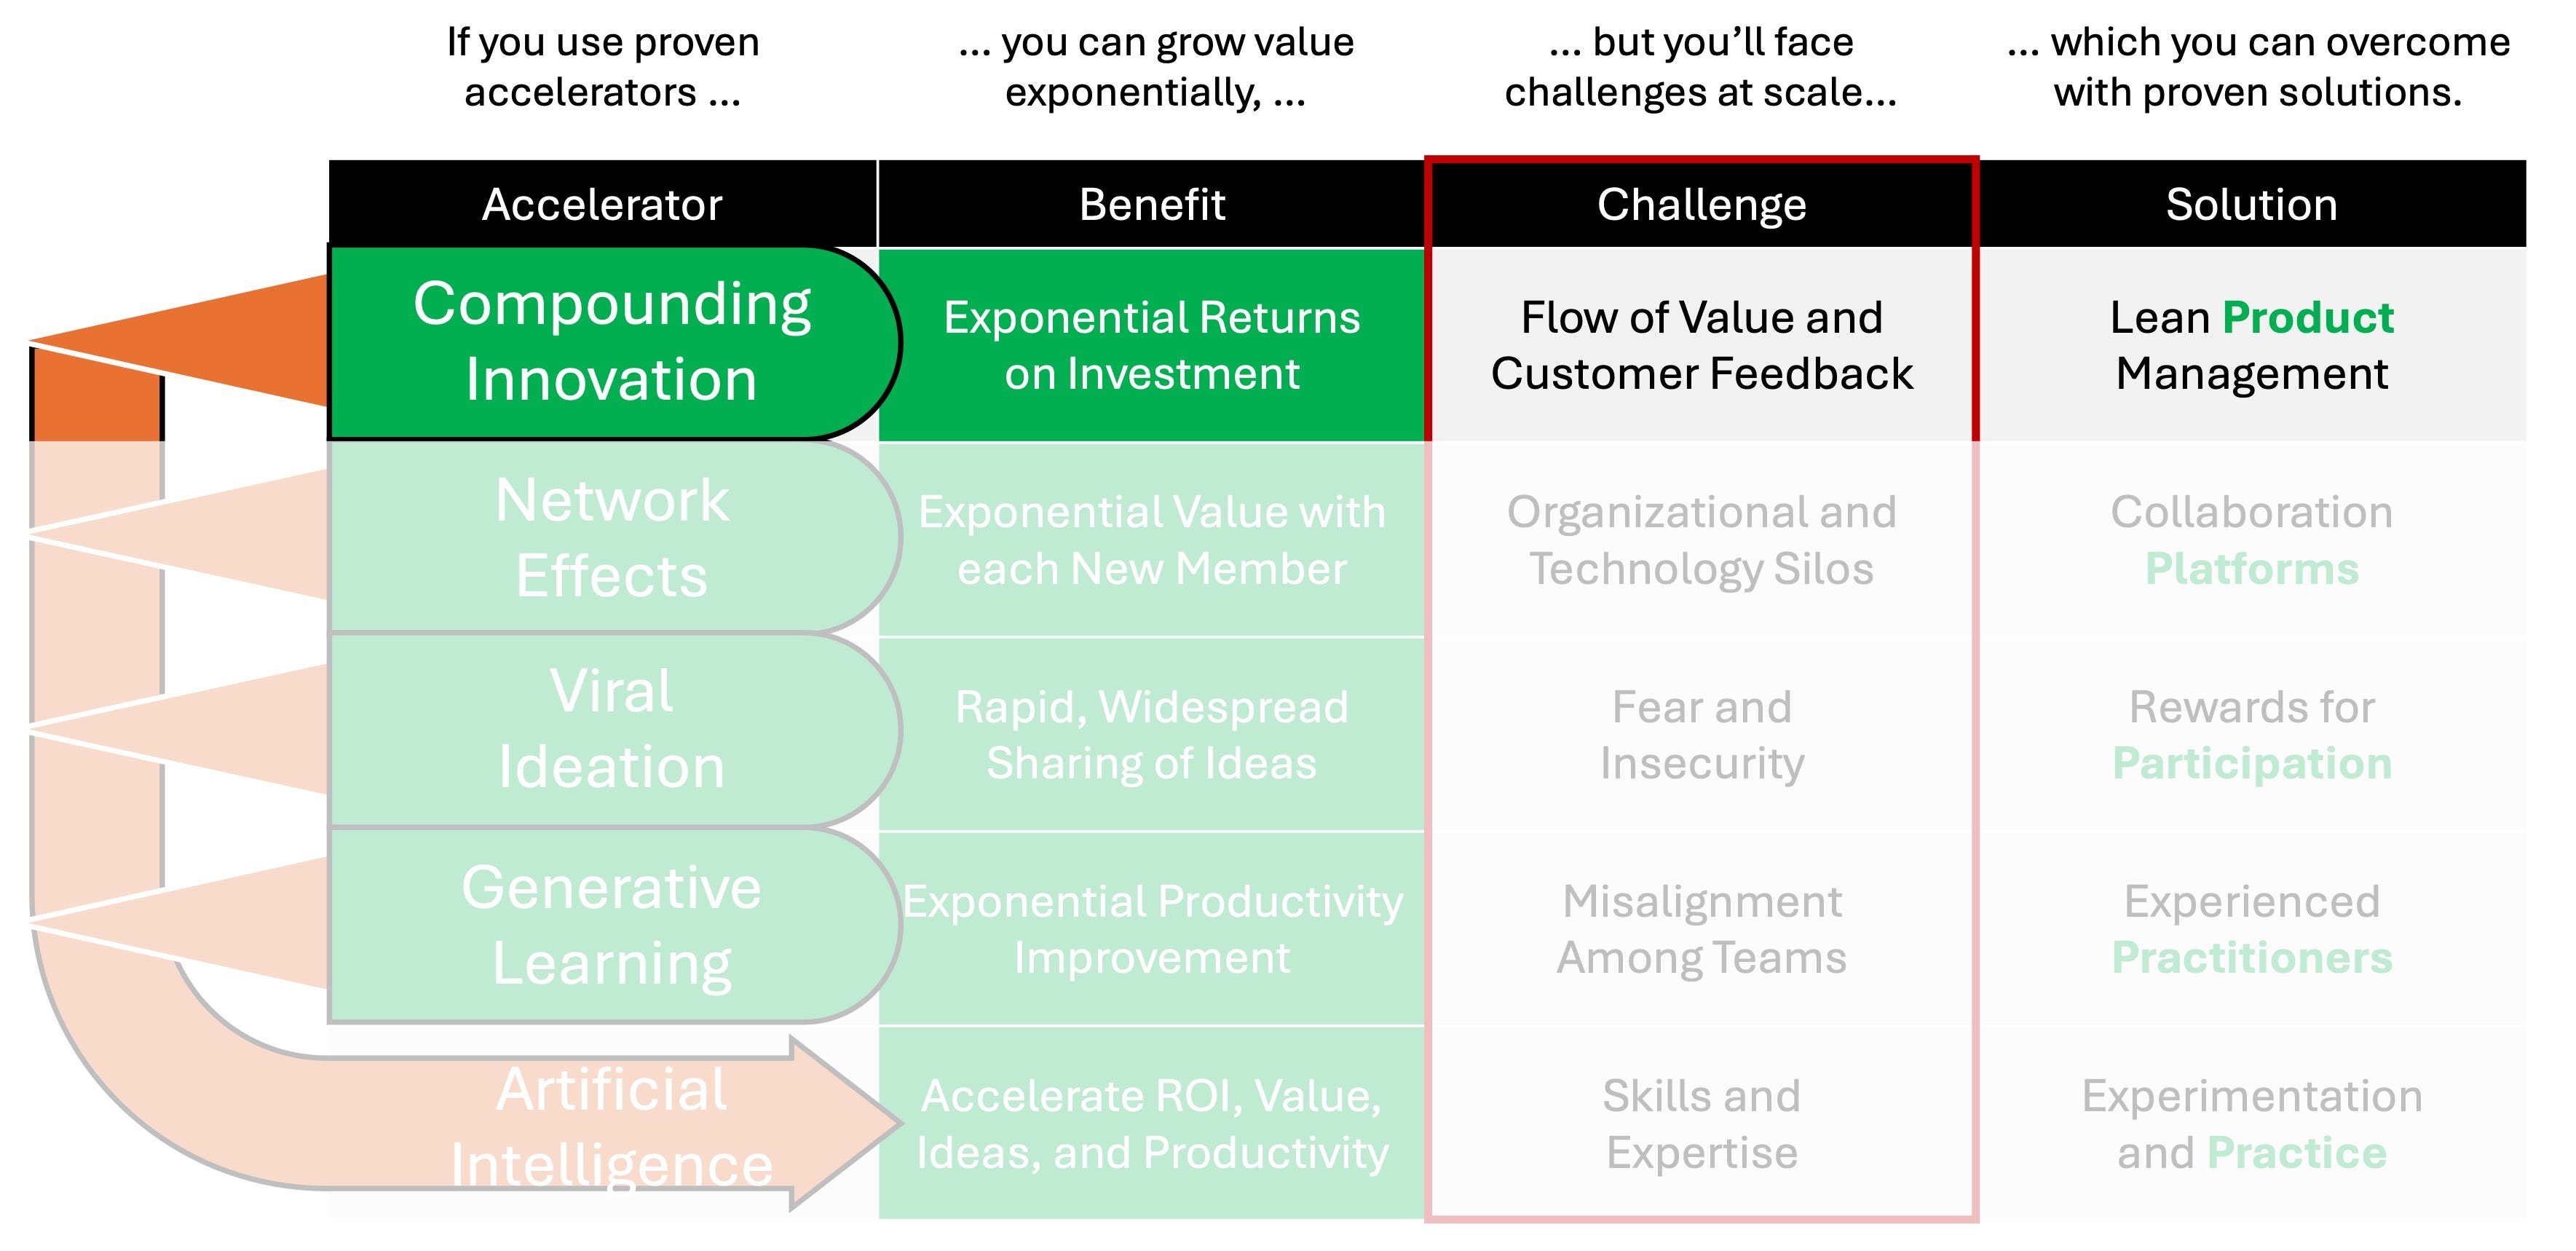 If you use proven
accelerators ...
... you can grow value
exponentially, ...
... but you’ll face
challenges at scale...
... which you can overcome
with proven solutions.
Accelerator
Benefit
Challenge
Solution
Compounding
Innovation
Exponential Returns
on Investment
Flow of Value and
Customer Feedback
Lean Product
Management
Network
Effects
Exponential Value with
each New Member
Organizational and
Technology Silos
Collaboration
Platforms
Viral
Ideation
Rapid, Widespread
Sharing of Ideas
Fear and
Insecurity
Rewards for
Participation
Generative
Learning
Exponential Productivity
Improvement
Misalignment
Among Teams
Experienced
Practitioners
Artificial
Intelligence
Accelerate ROI, Value,
Ideas, and Productivity
Skills and
Expertise
Experimentation
and Practice